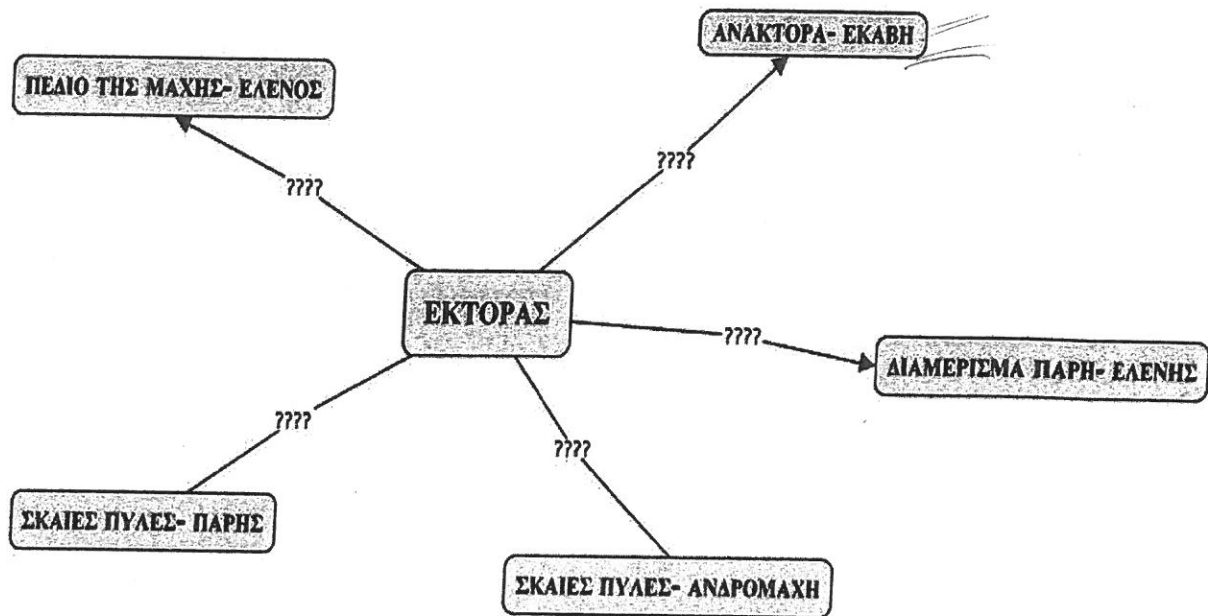 ΑΝΑΚΤΟΡΑ- ΕΚΑΒΗ
ΠΕΔΙΟ ΤΗΣ ΜΑΧΗΣ- ΕΛΕΝΟΣ
????
????
ΕΚΤΟΡΑΣ
????
ΔΙΑΜΕΡΙΣΜΑ ΠΑΡΗ- ΕΛΕΝΗΣ
????
????
ΣΚΑΙΕΣ ΠΥΛΕΣ- ΠΑΡΗΣ
ΣΚΑΙΕΣ ΠΥΛΕΣ- ΑΝΔΡΟΜΑΧΗ